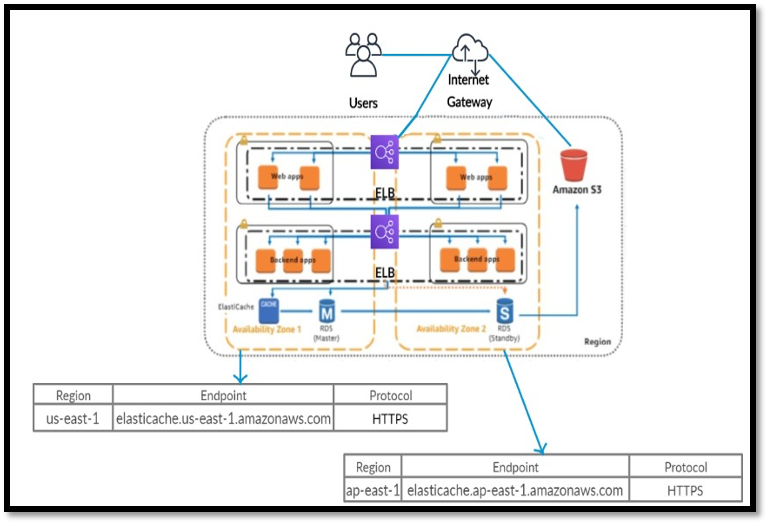 Users
Internet
Gateway
Web apps
ELB
Web apps
Amazon S3
Backend apps
ELB
Backend apps
ElastiCache
CACHE
M
S
RDS
(Master)
RDS
(Standby)
Availability Zone 1
Availability Zone 2
Region
Region Endpoint Protocol
us-east-1 elasticache.us-east-1.amazonaws.com HTTPS
Region Endpoint Protocol
ap-east-1 elasticache.ap-east-1.amazonaws.com HTTPS